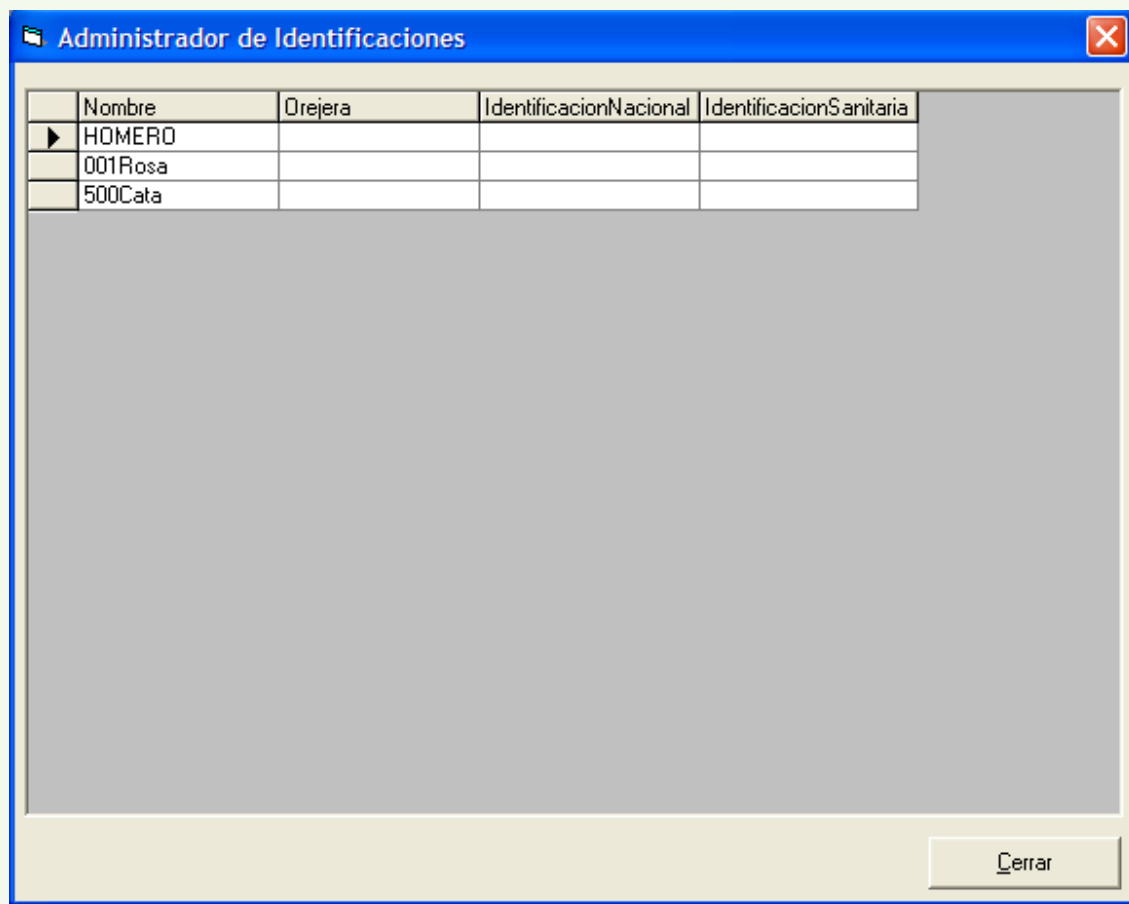 Administrador de Identificaciones
Nombre Orejera IdentificacionNacional IdentificacionSanitaria
HOMERO
001Rosa
500Cata
Cerrar